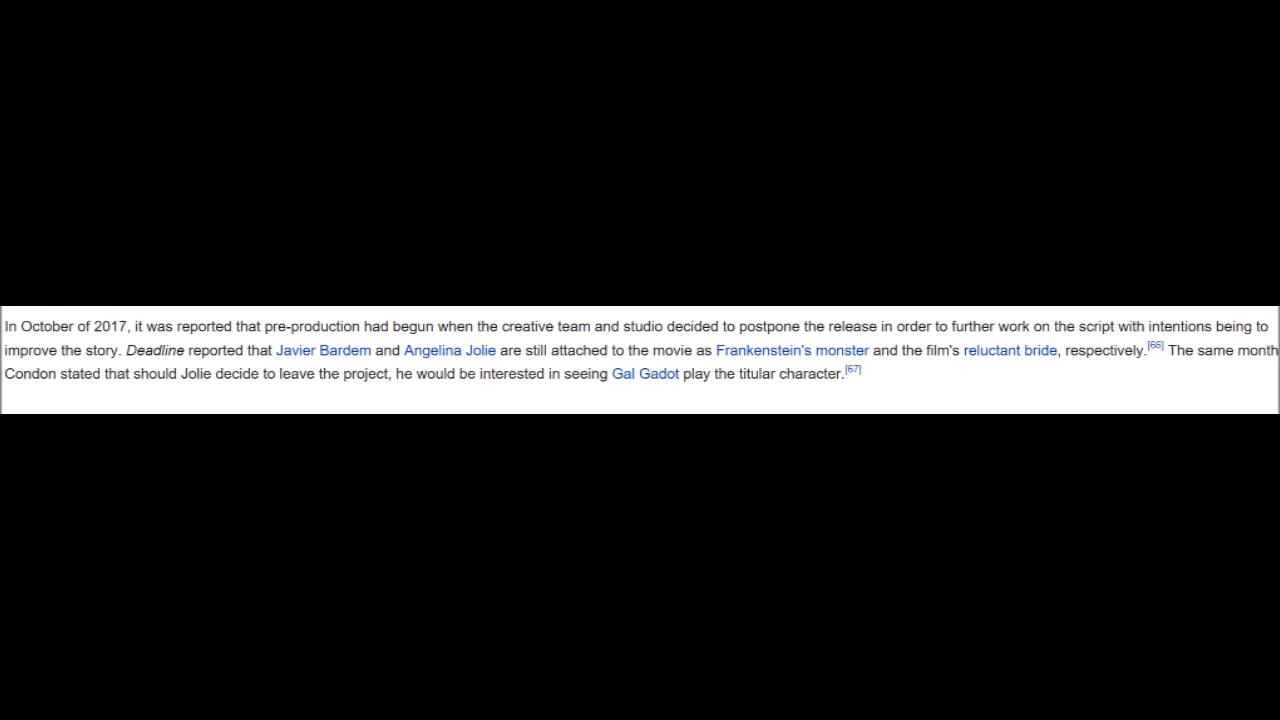 In October of 2017, it was reported that pre-production had begun when the creative team and studio decided to postpone the release in order to further work on the script with intentions being to
improve the story. Deadline reported that Javier Bardem and Angelina Jolie are still attached to the movie as Frankenstein's monster and the film's reluctant bride, respectively.[66] The same month
Condon stated that should Jolie decide to leave the project, he would be interested in seeing Gal Gadot play the titular character.[67]